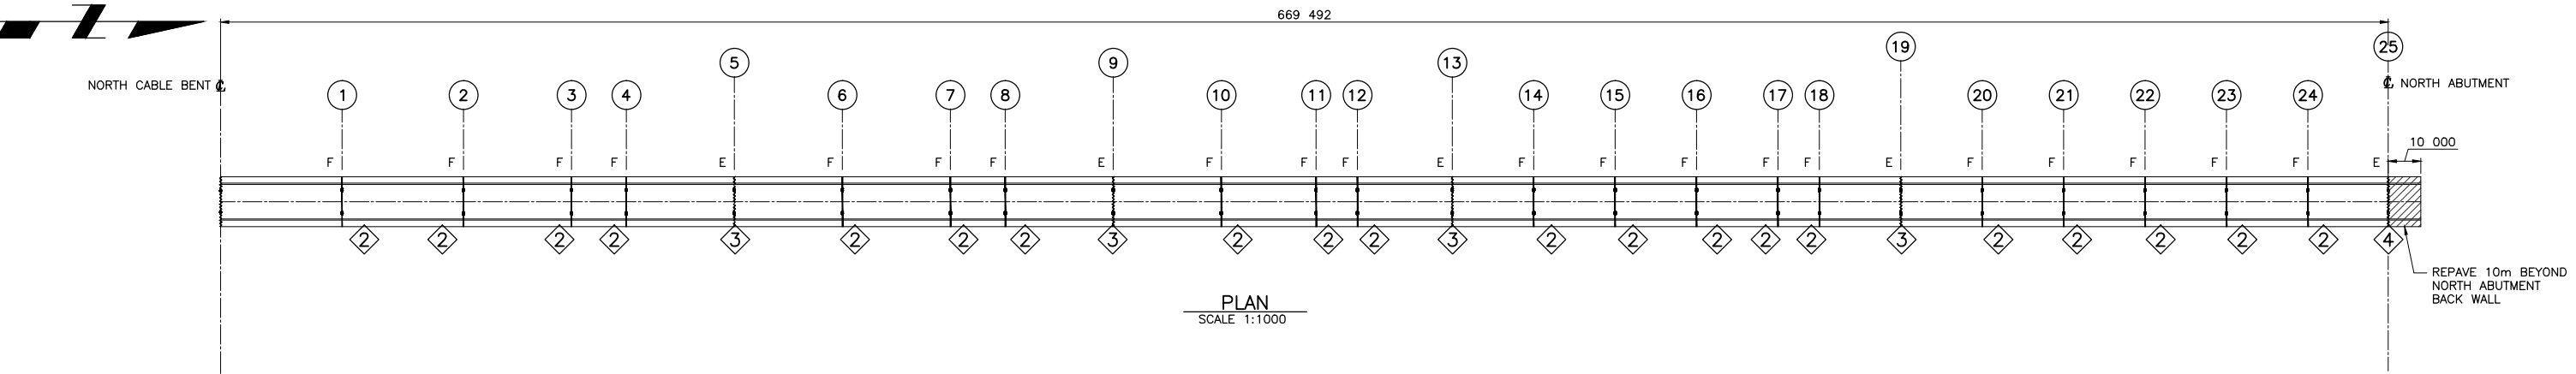 669 492
19 25
5 9 13
NORTH CABLE BENT ℄ ℄ NORTH ABUTMENT
1 2 3 4 6 7 8 10 11 12 14 15 16 17 18 20 21 22 23 24
10 000
F F F F E F F F E F F F E F F F F F E F F F F F E
2 2 2 2 3 2 2 2 3 2 2 2 3 2 2 2 2 2 3 2 2 2 2 2 4
REPAVE 10m BEYOND
NORTH ABUTMENT
BACK WALL
PLAN
SCALE 1:1000